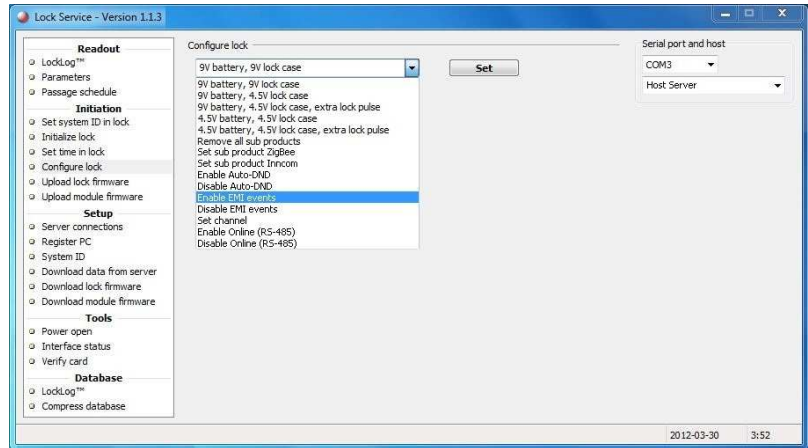 Lock Service - Version 1.1.3
Readout
LockLog™
Parameters
Passage schedule
Initiation
Set system ID in lock
Initialize lock
Set time in lock
Configure lock
Upload lock firmware
Upload module firmware
Setup
Server connections
Register PC
System ID
Download data from server
Download lock firmware
Download module firmware
Tools
Power open
Interface status
Verify card
Database
LockLog™
Compress database
Configure lock
9V battery, 9V lock case
Set
9V battery, 9V lock case
9V battery, 4.5V lock case
9V battery, 4.5V lock case, extra lock pulse
4.5V battery, 4.5V lock case
4.5V battery, 4.5V lock case, extra lock pulse
Remove all sub products
Set sub product ZigBee
Set sub product Inncom
Enable Auto-DND
Disable Auto-DND
Enable EMI events
Disable EMI events
Set channel
Enable Online (RS-485)
Disable Online (RS-485)
Serial port and host
COM3
Host Server
2012-03-30 3:52